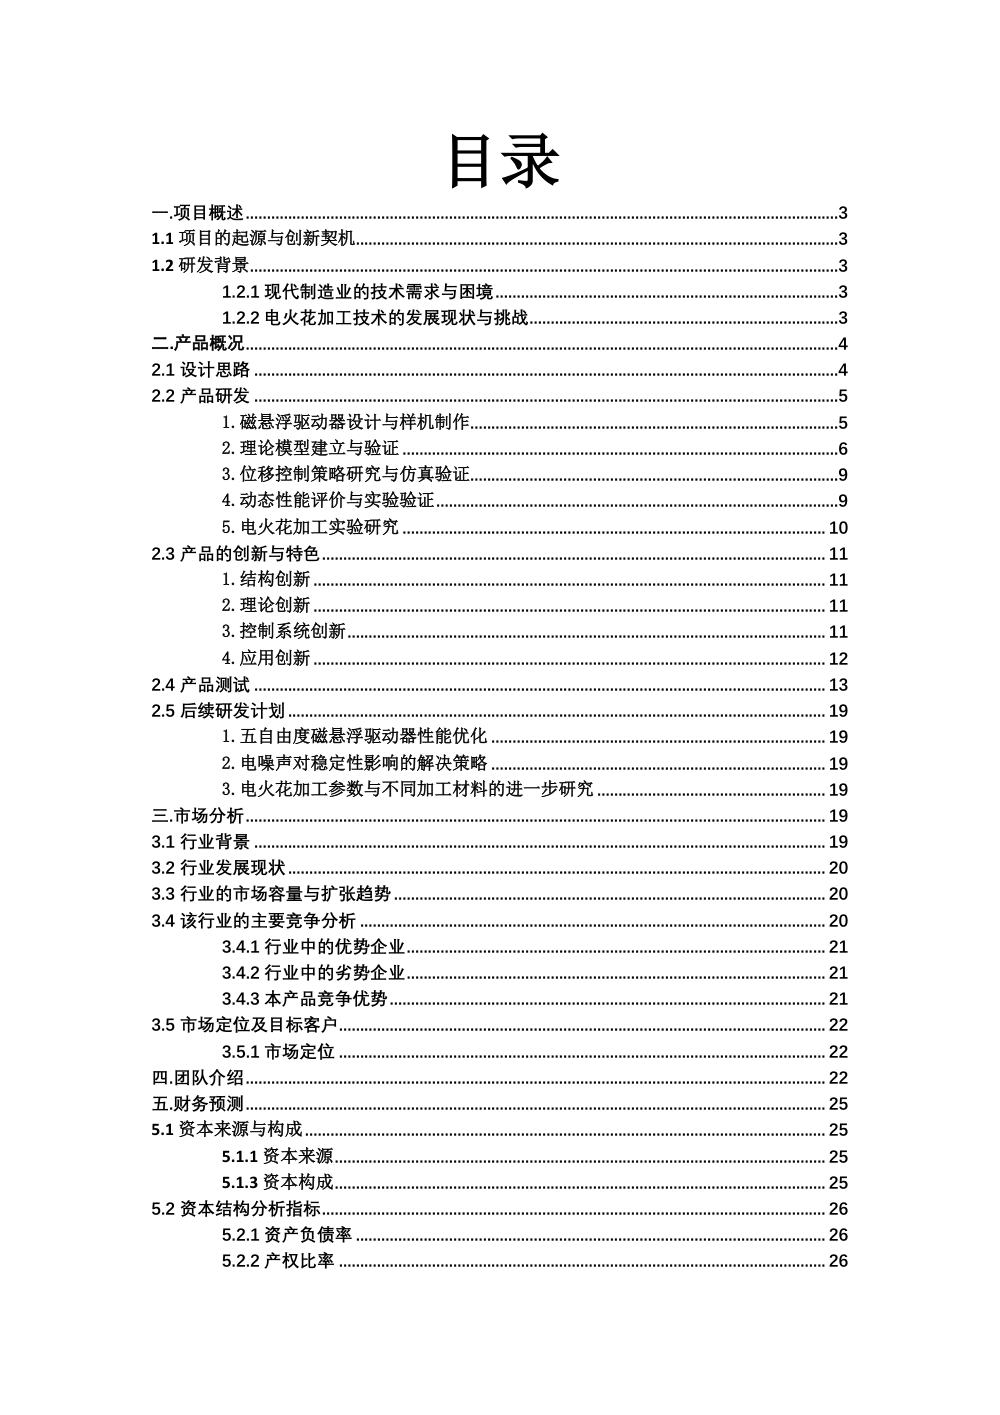 目录
一.项目概述3
1.1 项目的起源与创新契机3
1.2 研发背景3
1.2.1 现代制造业的技术需求与困境3
1.2.2 电火花加工技术的发展现状与挑战3
二.产品概况4
2.1 设计思路4
2.2 产品研发5
1. 磁悬浮驱动器设计与样机制作5
2. 理论模型建立与验证6
3. 位移控制策略研究与仿真验证9
4. 动态性能评价与实验验证9
5. 电火花加工实验研究10
2.3 产品的创新与特色11
1. 结构创新11
2. 理论创新11
3. 控制系统创新11
4. 应用创新12
2.4 产品测试13
2.5 后续研发计划19
1. 五自由度磁悬浮驱动器性能优化19
2. 电噪声对稳定性影响的解决策略19
3. 电火花加工参数与不同加工材料的进一步研究19
三.市场分析19
3.1 行业背景19
3.2 行业发展现状20
3.3 行业的市场容量与扩张趋势20
3.4 该行业的主要竞争分析20
3.4.1 行业中的优势企业21
3.4.2 行业中的劣势企业21
3.4.3 本产品竞争优势21
3.5 市场定位及目标客户22
3.5.1 市场定位22
四.团队介绍22
五.财务预测25
5.1 资本来源与构成25
5.1.1 资本来源25
5.1.3 资本构成25
5.2 资本结构分析指标26
5.2.1 资产负债率26
5.2.2 产权比率26